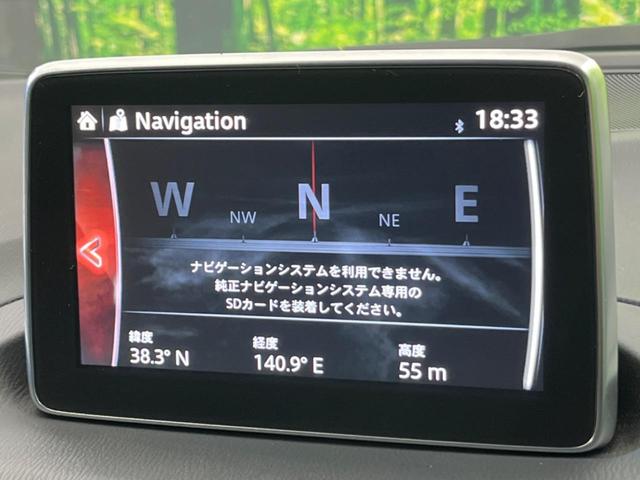 Navigation 18:33
W NW N NE E
ナビゲーションシステムを利用できません。
純正ナビゲーションシステム専用の
SDカードを装着してください。
緯度 経度 高度
38.3° N 140.9° E 55 m